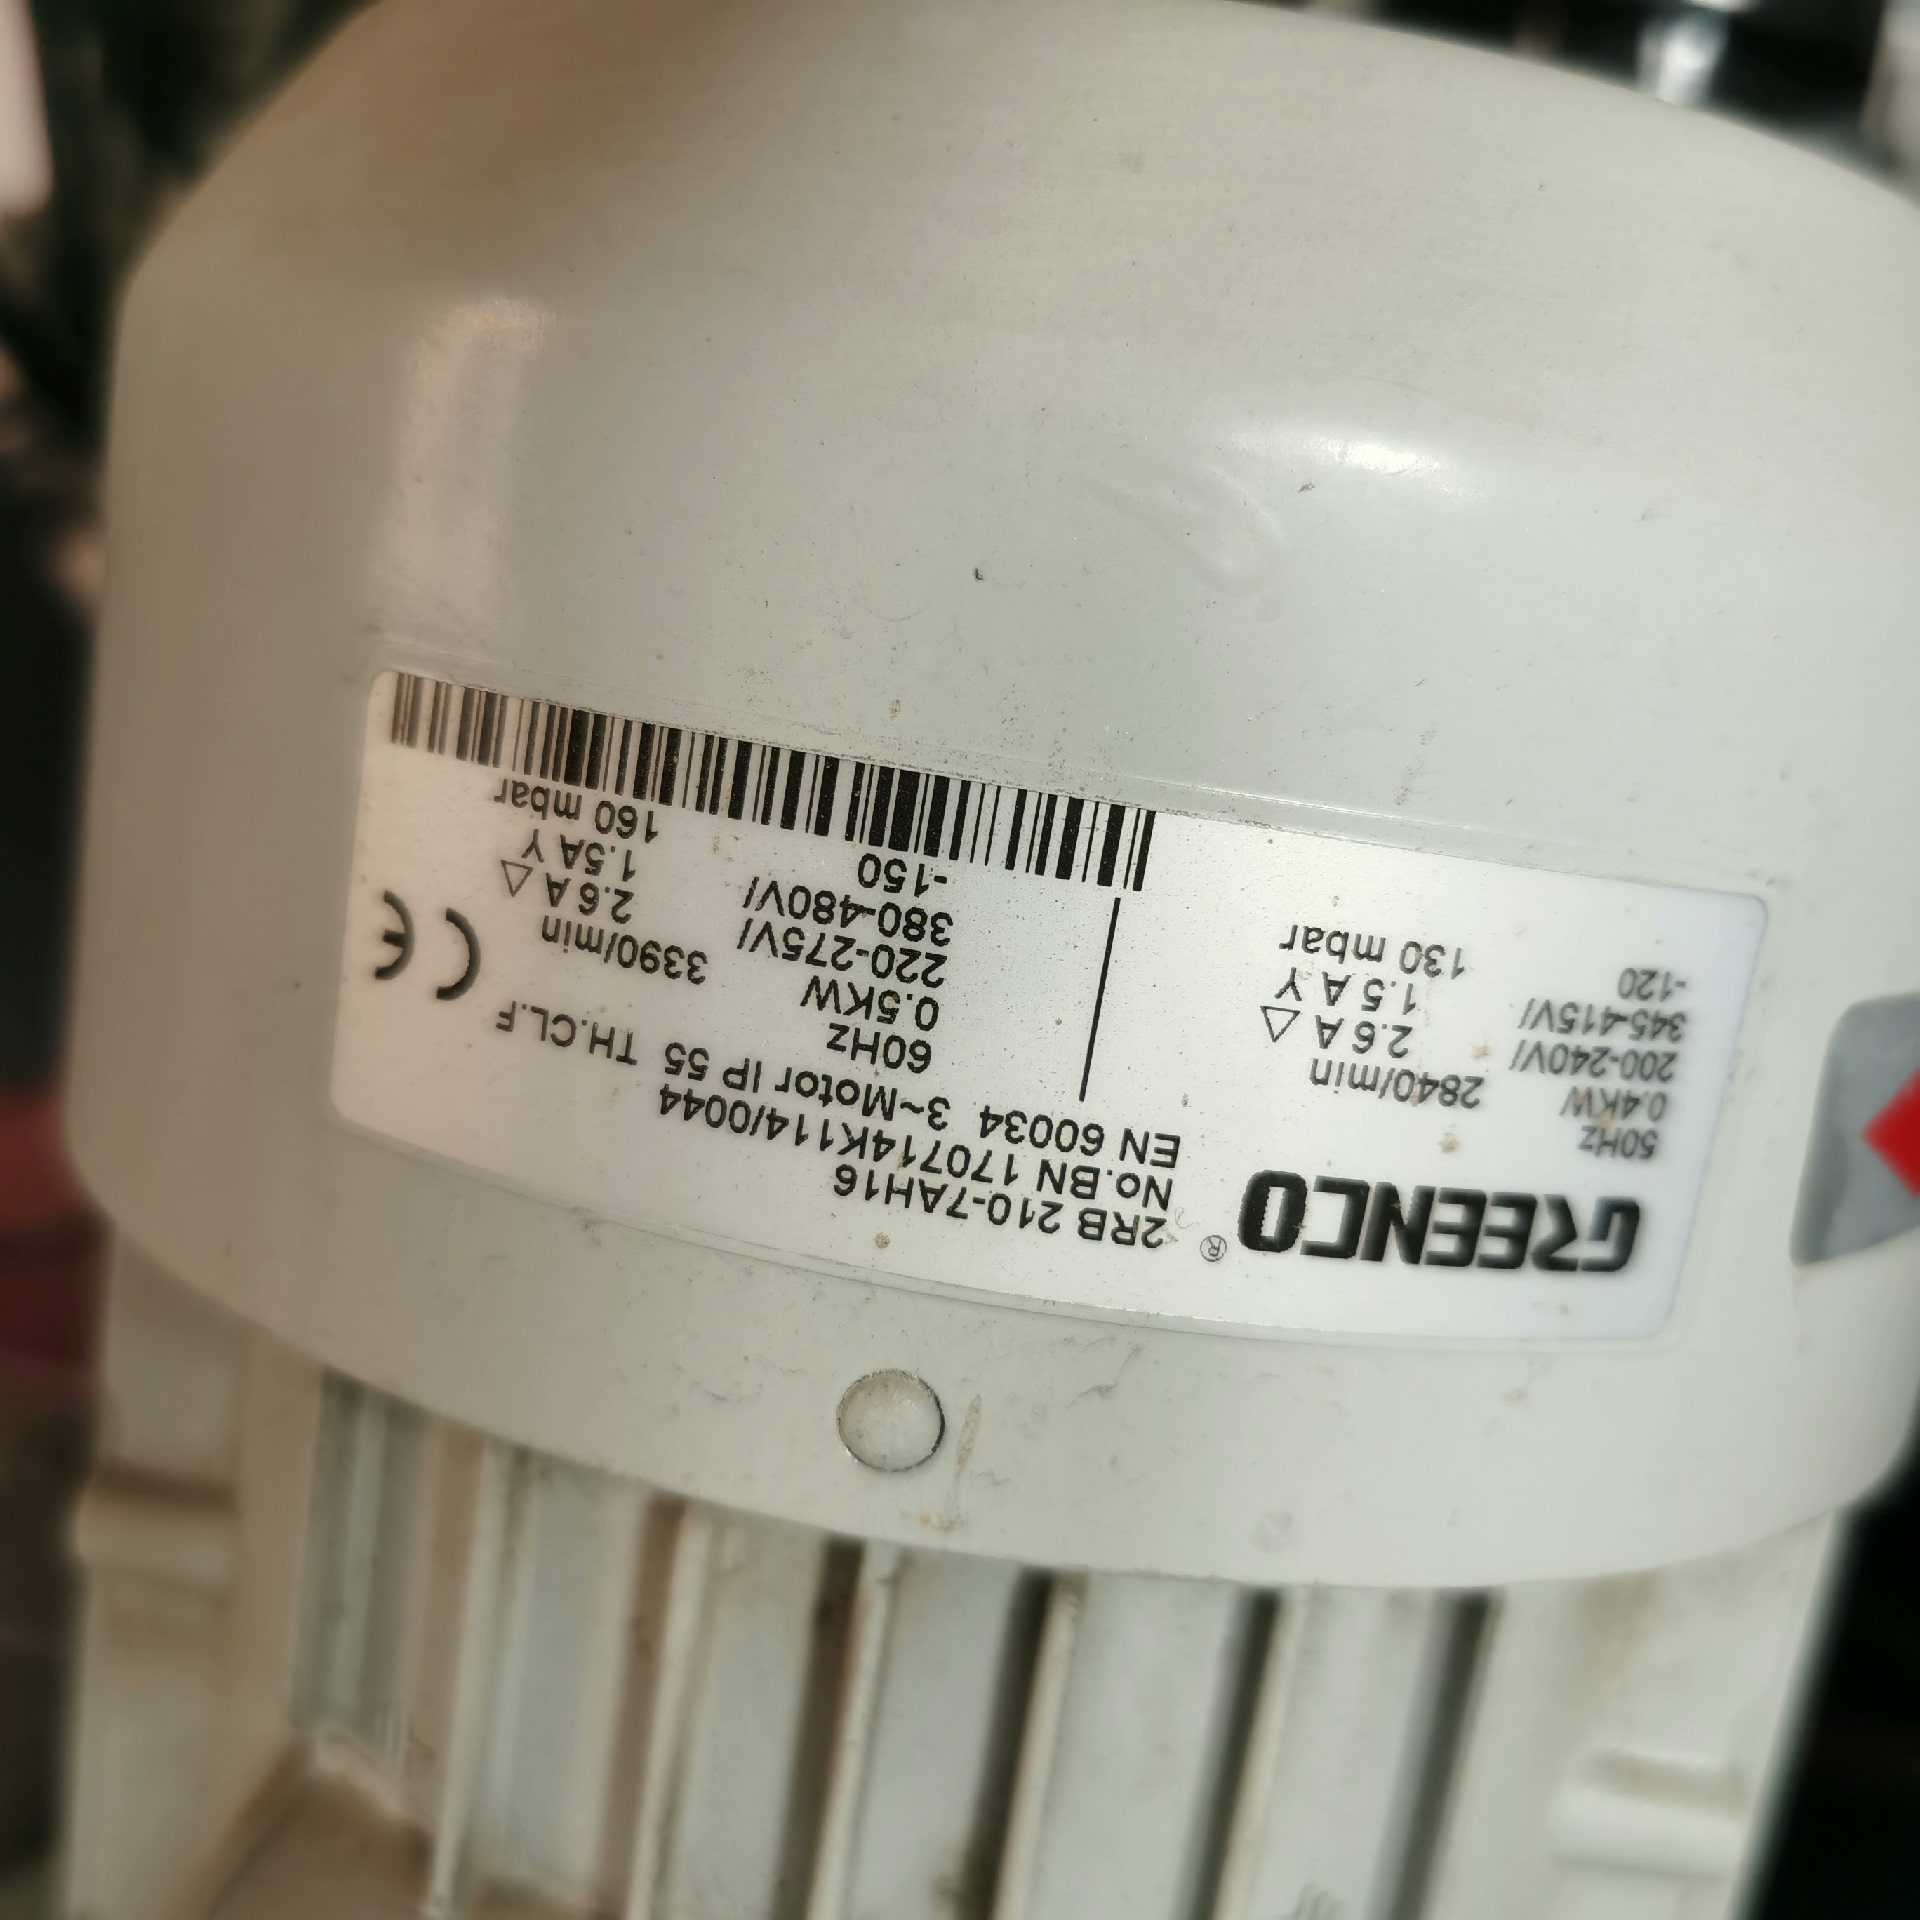 GREENCO®
2RB 210-7AH16
No.BN 170714K114/0044
EN 60034 3~Motor IP 55 TH.CL.F
50Hz
0.4KW 2840/min
200-240V/ 2.6 A △
345-415V/ 1.5 A Y
-120 130 mbar
60Hz
0.5KW 3390/min
220-275V/ 2.6 A △
380-480V/ 1.5A Y
-150 160 mbar
CE